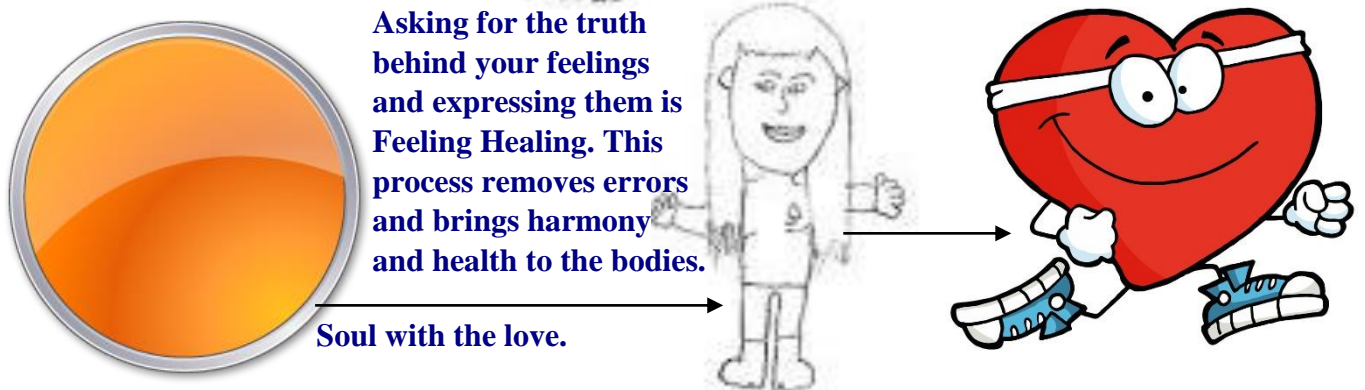 Asking for the truth
behind your feelings
and expressing them is
Feeling Healing. This
process removes errors
and brings harmony
and health to the bodies.
Soul with the love.